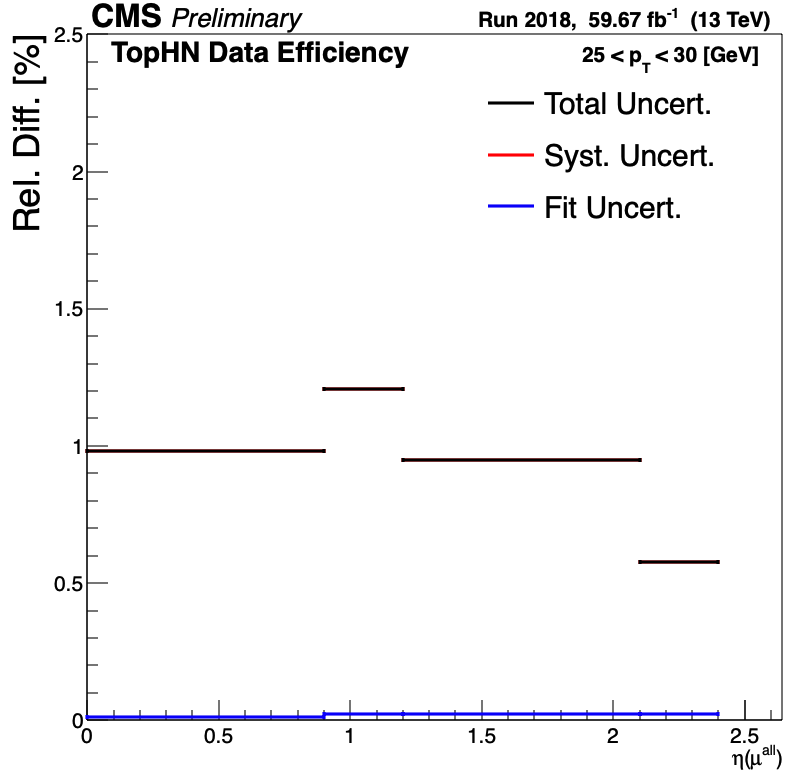 CMS Preliminary
Run 2018, 59.67 fb⁻¹ (13 TeV)
TopHN Data Efficiency
25 < p_T < 30 [GeV]
Rel. Diff. [%]
Total Uncert.
Syst. Uncert.
Fit Uncert.
2.5
2
1.5
1
0.5
0
0 0.5 1 1.5 2 2.5
η(μ^all)